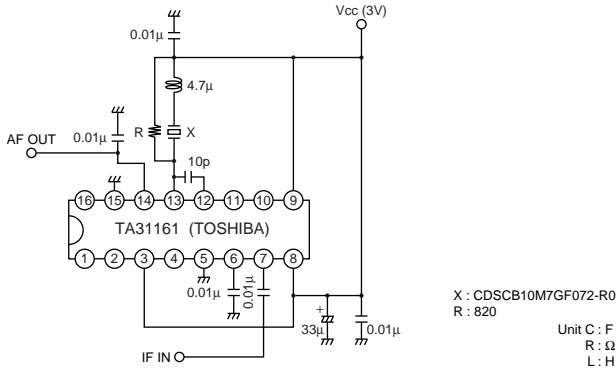 Vcc (3V)
0.01μ
4.7μ
0.01μ
R
X
AF OUT
10p
16 15 14 13 12 11 10 9
TA31161 (TOSHIBA)
1 2 3 4 5 6 7 8
0.01μ
0.01μ
+
33μ
0.01μ
IF IN
X : CDSCB10M7GF072-R0
R : 820
Unit C : F
R : Ω
L : H